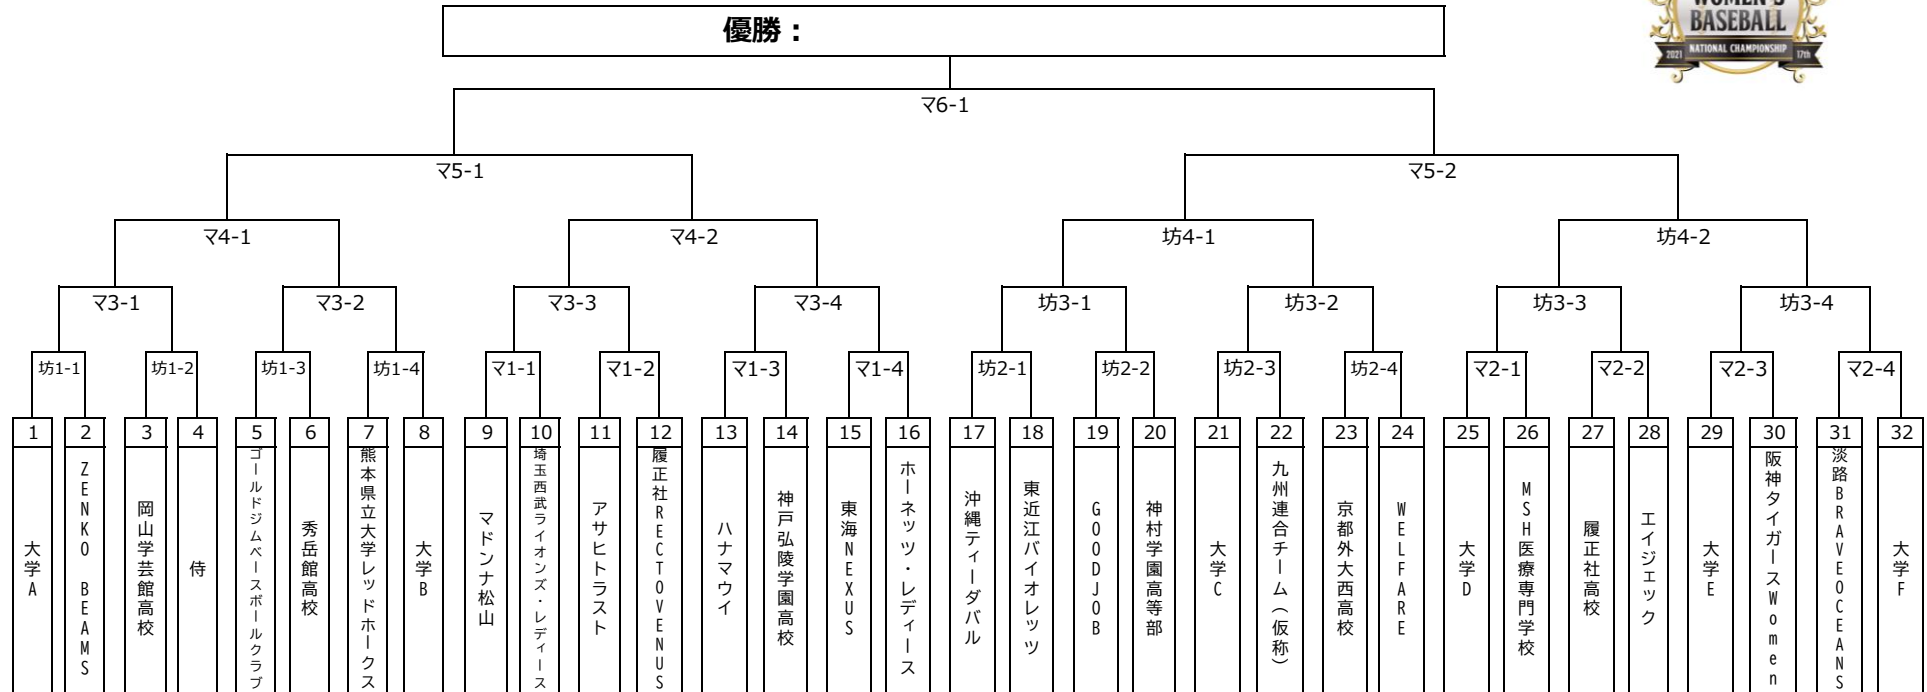 優勝：
WOMEN'S
BASEBALL
2021 NATIONAL CHAMPIONSHIP 17th
マ6-1
マ5-1 マ5-2
マ4-1 マ4-2 坊4-1 坊4-2
マ3-1 マ3-2 マ3-3 マ3-4 坊3-1 坊3-2 坊3-3 坊3-4
坊1-1 坊1-2 坊1-3 坊1-4 マ1-1 マ1-2 マ1-3 マ1-4 坊2-1 坊2-2 坊2-3 坊2-4 マ2-1 マ2-2 マ2-3 マ2-4
1 2 3 4 5 6 7 8 9 10 11 12 13 14 15 16 17 18 19 20 21 22 23 24 25 26 27 28 29 30 31 32
大学A
ZENKO BEAMS
岡山学芸館高校
侍
ゴールドジムベースボールクラブ
秀岳館高校
熊本県立大学レッドホークス
大学B
マドンナ松山
埼玉西武ライオンズ・レディース
アサヒトラスト
履正社RECTOVENUS
ハナマウイ
神戸弘陵学園高校
東海NEXUS
ホーネッツ・レディース
沖縄ティーダバル
東近江バイオレッツ
GOODJOB
神村学園高等部
大学C
九州連合チーム（仮称）
京都外大西高校
WELFARE
大学D
MSH医療専門学校
履正社高校
エイジェック
大学E
阪神タイガースWomen
淡路BRAVEOCEANS
大学F